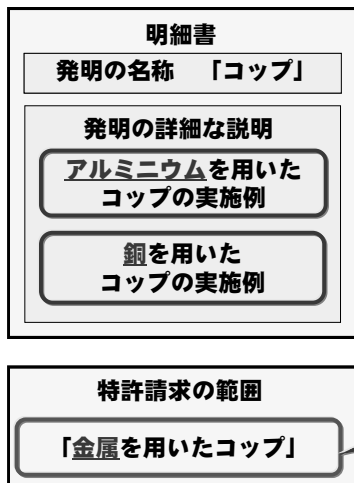 明細書
発明の名称　「コップ」
発明の詳細な説明
アルミニウムを用いた
コップの実施例
銅を用いた
コップの実施例
特許請求の範囲
「金属を用いたコップ」